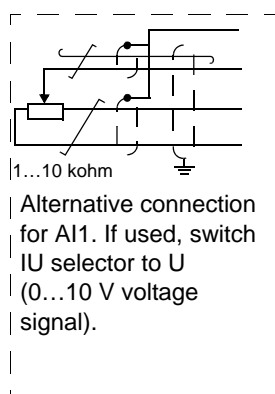 1…10 kohm
Alternative connection
for AI1. If used, switch
IU selector to U
(0…10 V voltage
signal).